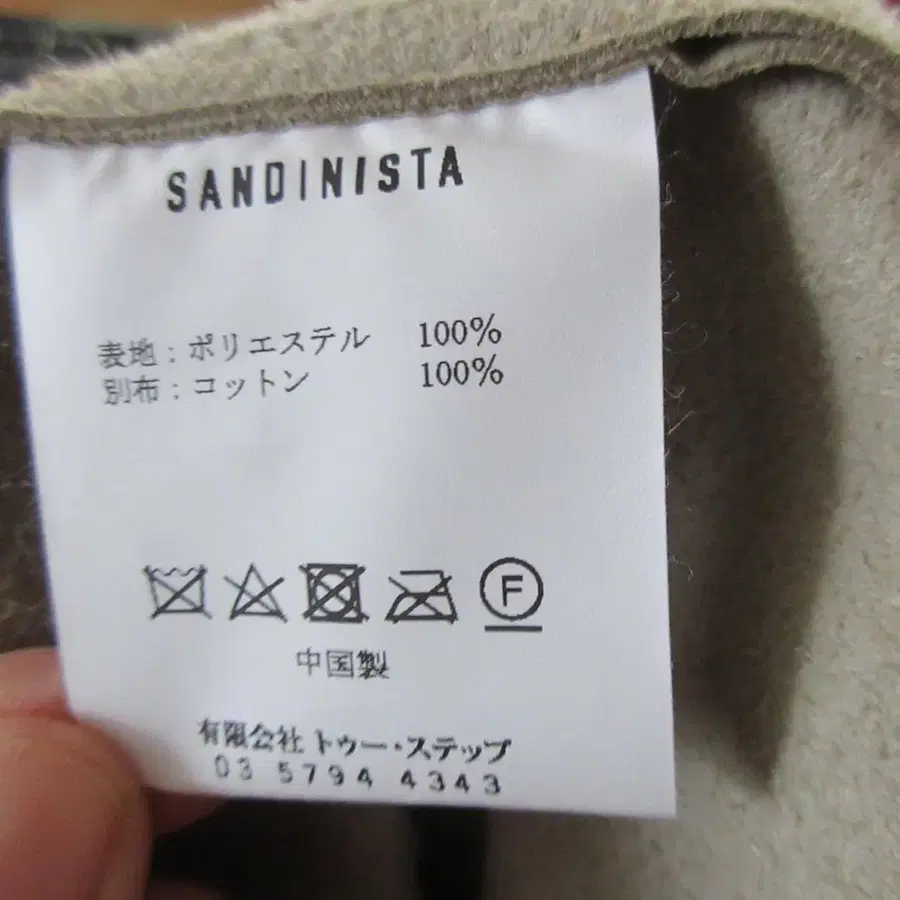 SANDINISTA
表地：ポリエステル 100%
別布：コットン 100%
F
中国製
有限会社 トゥー・ステップ
03 5794 4343